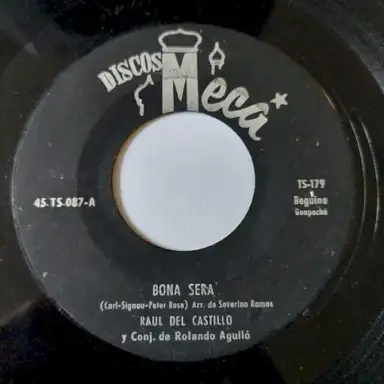 DISCOS
Meca
45-TS-087-A
TS-179
Beguine
y
Guapachá
BONA SERA
(Carl-Signau-Peter Rose) Arr. de Severino Ramos
RAUL DEL CASTILLO
y Conj. de Rolando Aguiló